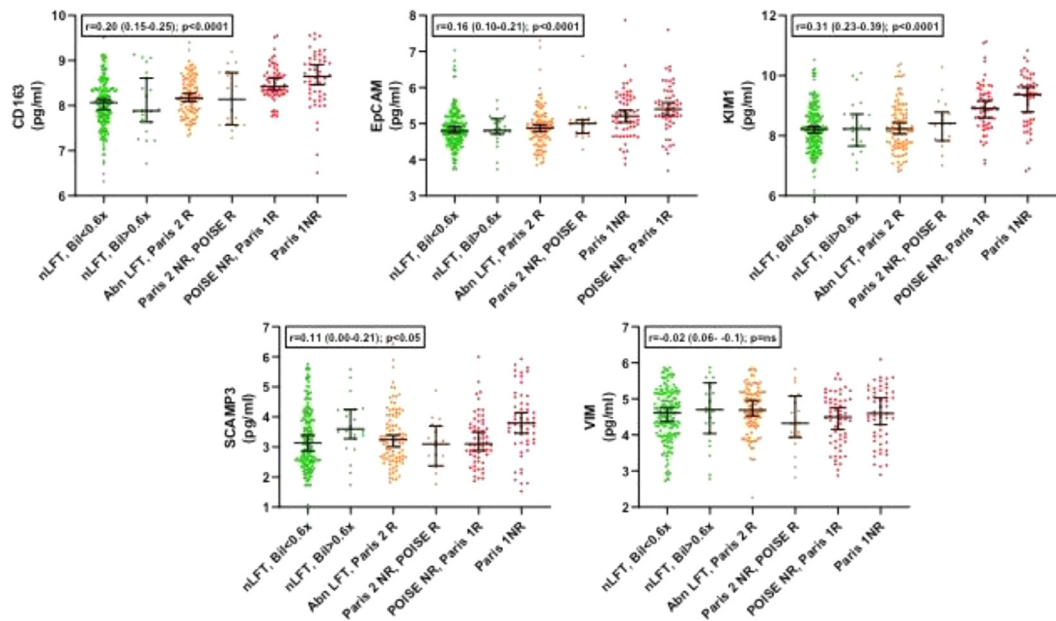 r=0.20 (0.15-0.25); p<0.0001
CD163
(pg/ml)
10
9
8
7
6
nLFT, Bil<0.6x
nLFT, Bil>0.6x
Abn LFT, Paris 2 R
Paris 2 NR, POISE R
POISE NR, Paris 1R
Paris 1NR
r=0.16 (0.10-0.21); p<0.0001
EpCAM
(pg/ml)
8
7
6
5
4
3
nLFT, Bil<0.6x
nLFT, Bil>0.6x
Abn LFT, Paris 2 R
Paris 2 NR, POISE R
Paris 1NR
POISE NR, Paris 1R
r=0.31 (0.23-0.39); p<0.0001
KIM1
(pg/ml)
12
10
8
6
nLFT, Bil<0.6x
nLFT, Bil>0.6x
Abn LFT, Paris 2 R
Paris 2 NR, POISE R
POISE NR, Paris 1R
Paris 1NR
r=0.11 (0.00-0.21); p<0.05
SCAMP3
(pg/ml)
7
6
5
4
3
2
1
nLFT, Bil<0.6x
nLFT, Bil>0.6x
Abn LFT, Paris 2 R
Paris 2 NR, POISE R
POISE NR, Paris 1R
Paris 1NR
r=-0.02 (0.06- -0.1); p=ns
VIM
(pg/ml)
7
6
5
4
3
2
nLFT, Bil<0.6x
nLFT, Bil>0.6x
Abn LFT, Paris 2 R
Paris 2 NR, POISE R
POISE NR, Paris 1R
Paris 1NR